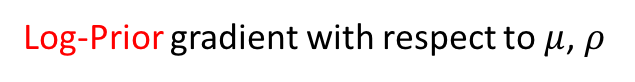 Log-Prior gradient with respect to 𝜇, 𝜌